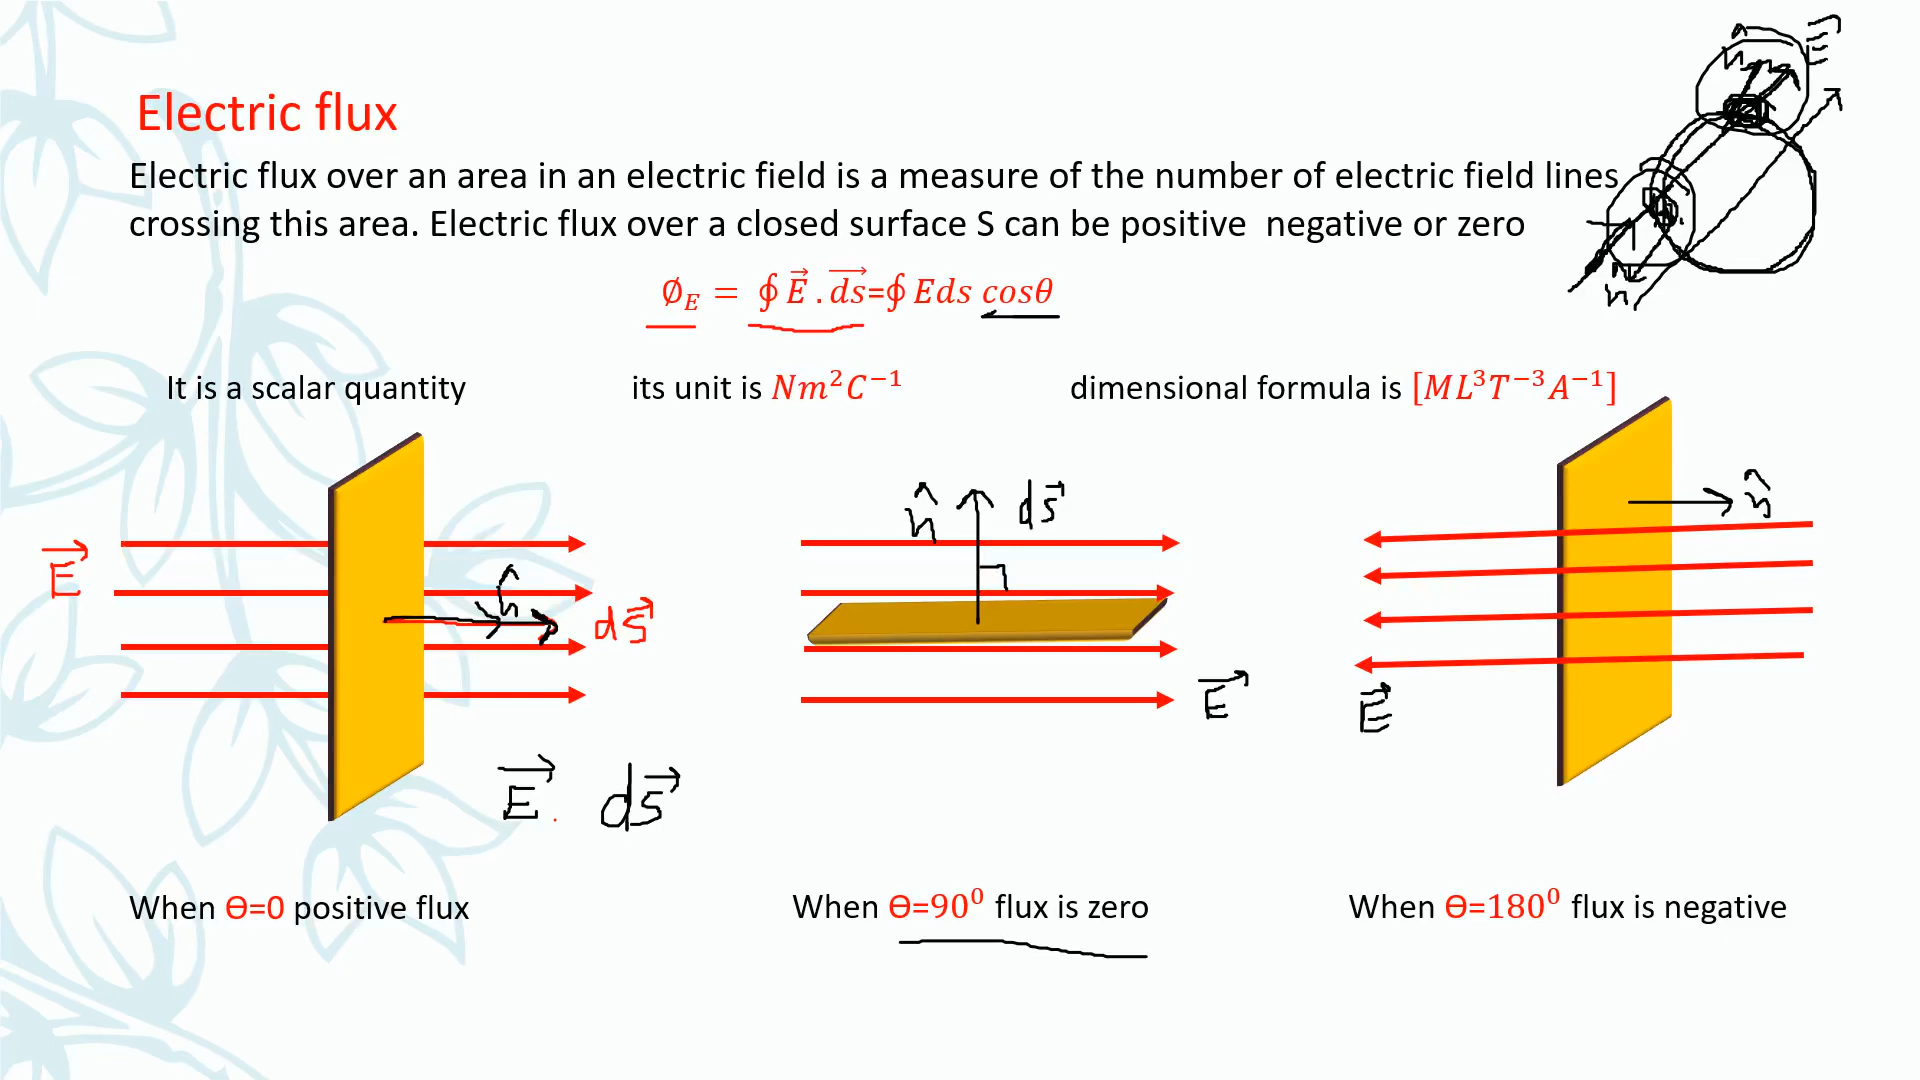 Electric flux
Electric flux over an area in an electric field is a measure of the number of electric field lines
crossing this area. Electric flux over a closed surface S can be positive negative or zero
∅_E = ∮ E⃗ . ds⃗=∮ Eds cosθ
It is a scalar quantity
its unit is Nm²C⁻¹
dimensional formula is [ML³T⁻³A⁻¹]
n̂
E⃗
n̂
E⃗
n̂
ds⃗
n̂
ds⃗
E⃗
n̂
E⃗
E⃗. ds⃗
When Ɵ=0 positive flux
When Ɵ=90⁰ flux is zero
When Ɵ=180⁰ flux is negative